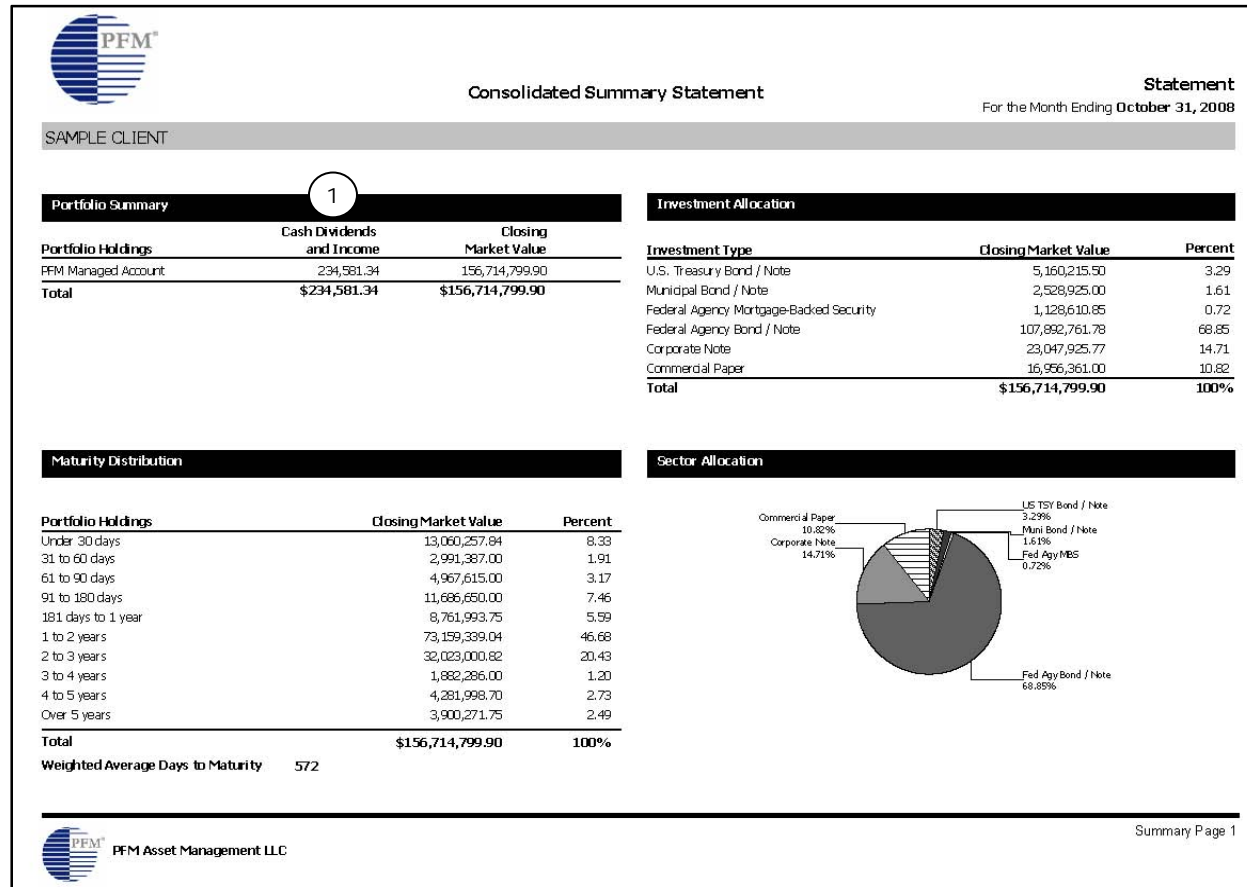 PFM®
Consolidated Summary Statement
Statement
For the Month Ending October 31, 2008
SAMPLE CLIENT
1
Portfolio Summary
Portfolio Holdings Cash Dividends and Income Closing Market Value
PFM Managed Account 234,581.34 156,714,799.90
Total $234,581.34 $156,714,799.90
Investment Allocation
Investment Type Closing Market Value Percent
U.S. Treasury Bond / Note 5,160,215.50 3.29
Municipal Bond / Note 2,528,925.00 1.61
Federal Agency Mortgage-Backed Security 1,128,610.85 0.72
Federal Agency Bond / Note 107,892,761.78 68.85
Corporate Note 23,047,925.77 14.71
Commercial Paper 16,956,361.00 10.82
Total $156,714,799.90 100%
Maturity Distribution
Portfolio Holdings Closing Market Value Percent
Under 30 days 13,060,257.84 8.33
31 to 60 days 2,991,387.00 1.91
61 to 90 days 4,967,615.00 3.17
91 to 180 days 11,686,650.00 7.46
181 days to 1 year 8,761,993.75 5.59
1 to 2 years 73,159,339.04 46.68
2 to 3 years 32,023,000.82 20.43
3 to 4 years 1,882,286.00 1.20
4 to 5 years 4,281,998.70 2.73
Over 5 years 3,900,271.75 2.49
Total $156,714,799.90 100%
Weighted Average Days to Maturity 572
Sector Allocation
Commercial Paper
10.82%
Corporate Note
14.71%
US TSY Bond / Note
3.29%
Muni Bond / Note
1.61%
Fed Agy MBS
0.72%
Fed Agy Bond / Note
68.85%
PFM®
PFM Asset Management LLC
Summary Page 1